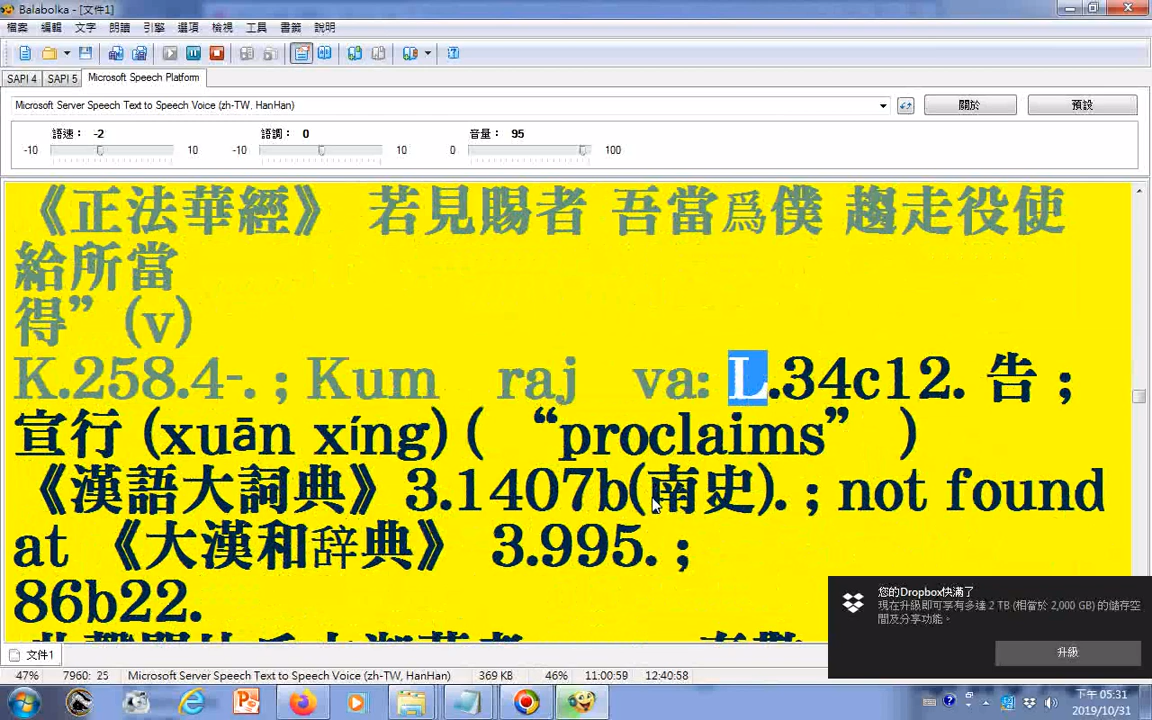 Balabolka - [文件1]
檔案 編輯 文字 朗讀 引擎 選項 檢視 工具 書籤 說明
SAPI 4 SAPI 5 Microsoft Speech Platform
Microsoft Server Speech Text to Speech Voice (zh-TW, HanHan) 關於 預設
語速： -2 語調： 0 音量： 95
-10 10 -10 10 0 100
《正法華經》 若見賜者 吾當爲僕 趨走役使
給所當
得” (v)
K.258.4-. ; Kum raj va: L.34c12. 告 ;
宣行 (xuān xíng) ( “proclaims” )
《漢語大詞典》 3.1407b(南史). ; not found
at 《大漢和辞典》 3.995. ;
86b22.
您的Dropbox快滿了
現在升級即可享有多達 2 TB (相當於 2,000 GB) 的儲存空
間及分享功能。
升級
文件1
47% 7960: 25 Microsoft Server Speech Text to Speech Voice (zh-TW, HanHan) 369 KB 46% 11:00:59 12:40:58
下午 05:31
2019/10/31